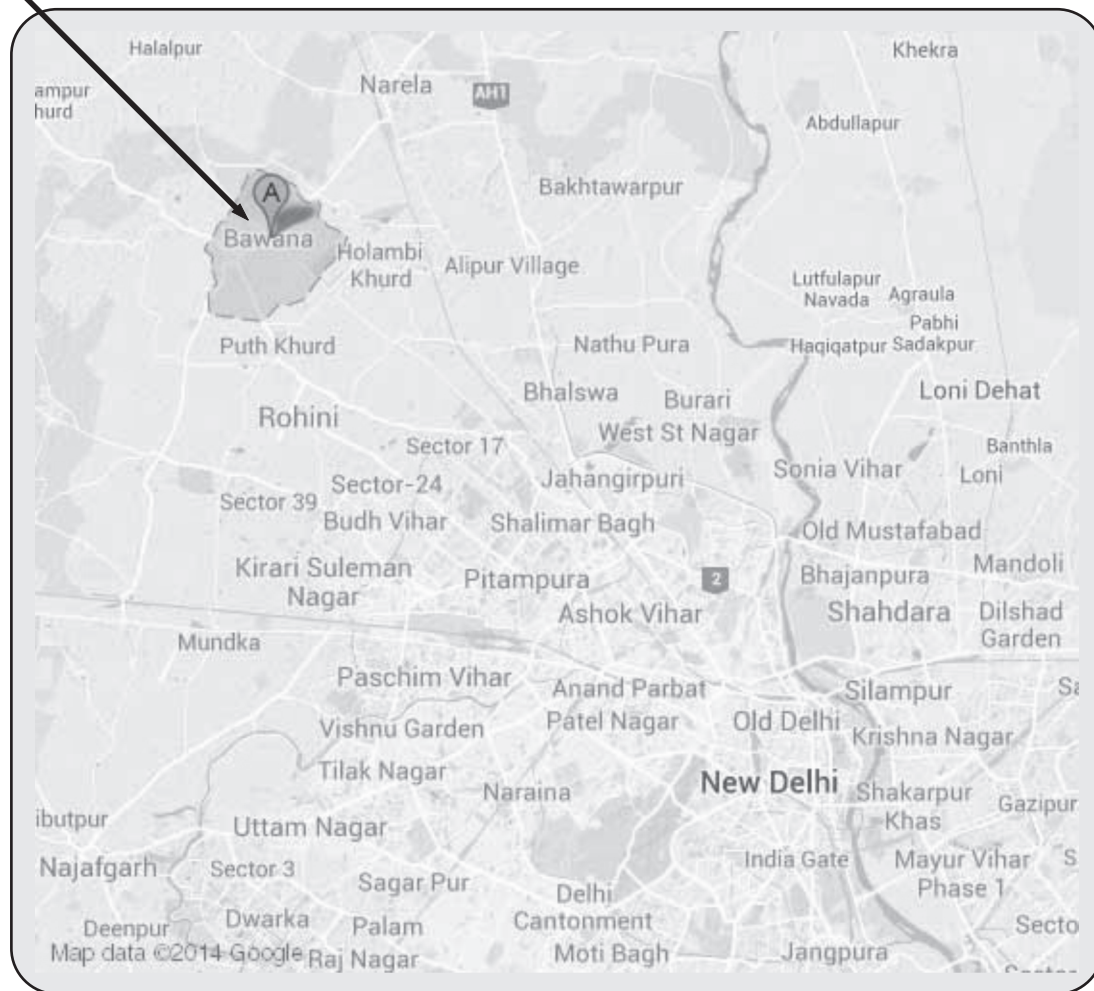 Halalpur
Khekra
Narela
AH1
ampur
hurd
Abdullapur
Bakhtawarpur
A
Bawana
Holambi
Khurd
Alipur Village
Lutfulapur
Navada
Agraula
Pabhi
Sadakpur
Haqiqatpur
Puth Khurd
Nathu Pura
Bhalswa
Burari
Loni Dehat
Rohini
West St Nagar
Sector 17
Banthla
Sonia Vihar
Loni
Jahangirpuri
Sector-24
Sector 39
Budh Vihar
Shalimar Bagh
Old Mustafabad
Kirari Suleman
Nagar
Pitampura
2
Bhajanpura
Mandoli
Ashok Vihar
Shahdara
Dilshad
Garden
Mundka
Paschim Vihar
Anand Parbat
Silampur
Sa
Vishnu Garden
Patel Nagar
Old Delhi
Krishna Nagar
Tilak Nagar
Naraina
New Delhi
Shakarpur
Khas
Gazipur
ibutpur
Uttam Nagar
Najafgarh
Sector 3
India Gate
Mayur Vihar
Phase 1
S
Sagar Pur
Delhi
Cantonment
Deenpur
Dwarka
Palam
Secto
Map data ©2014 Google
Raj Nagar
Moti Bagh
Jangpura